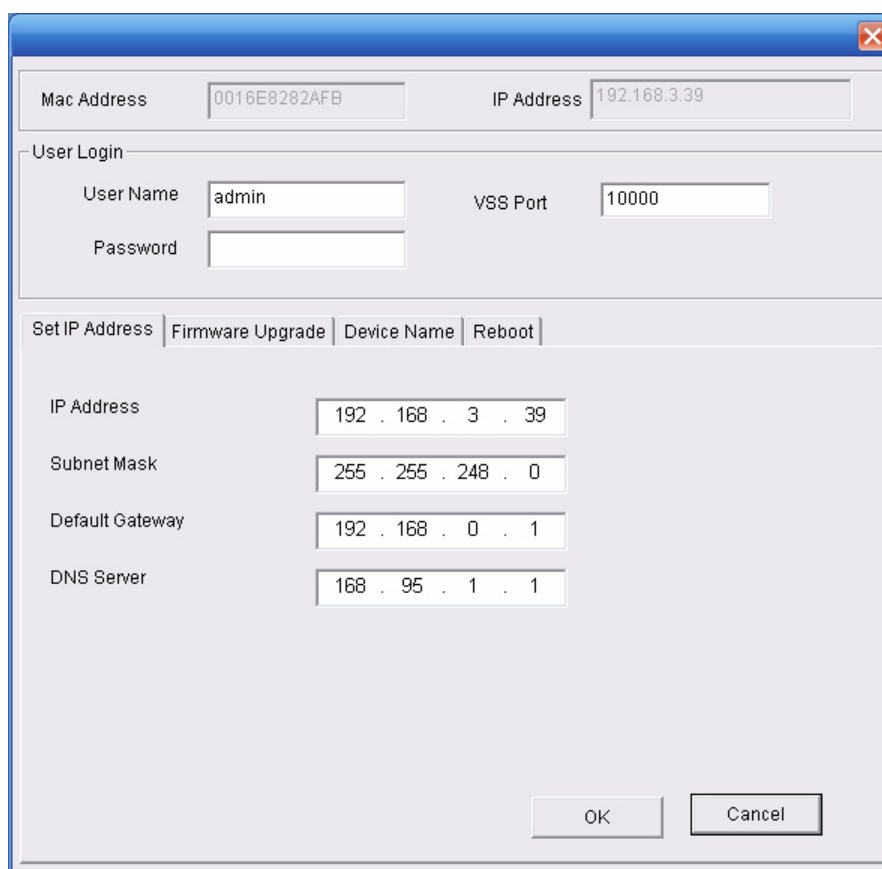 Mac Address 0016E8282AFB IP Address 192.168.3.39
User Login
User Name admin VSS Port 10000
Password
Set IP Address Firmware Upgrade Device Name Reboot
IP Address 192 . 168 . 3 . 39
Subnet Mask 255 . 255 . 248 . 0
Default Gateway 192 . 168 . 0 . 1
DNS Server 168 . 95 . 1 . 1
OK Cancel